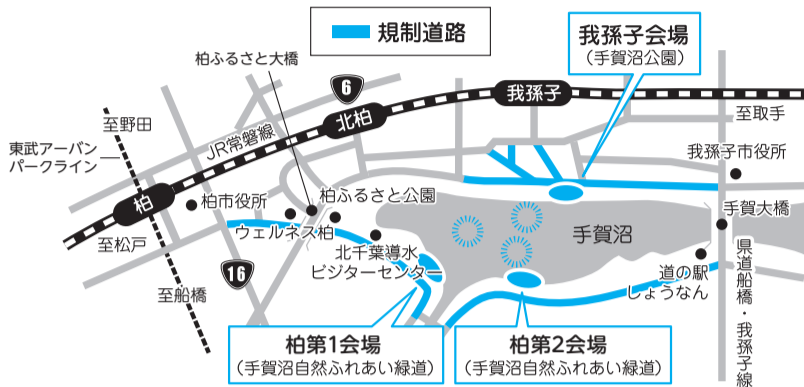 規制道路
我孫子会場
(手賀沼公園)
柏ふるさと大橋
6
我孫子
北柏
至野田
至取手
JR常磐線
東武アーバン
パークライン
我孫子市役所
柏
柏市役所
柏ふるさと公園
手賀大橋
ウェルネス柏
手賀沼
至松戸
北千葉導水
ビジターセンター
16
道の駅
しょうなん
至船橋
県道船橋・我孫子線
柏第1会場
(手賀沼自然ふれあい緑道)
柏第2会場
(手賀沼自然ふれあい緑道)